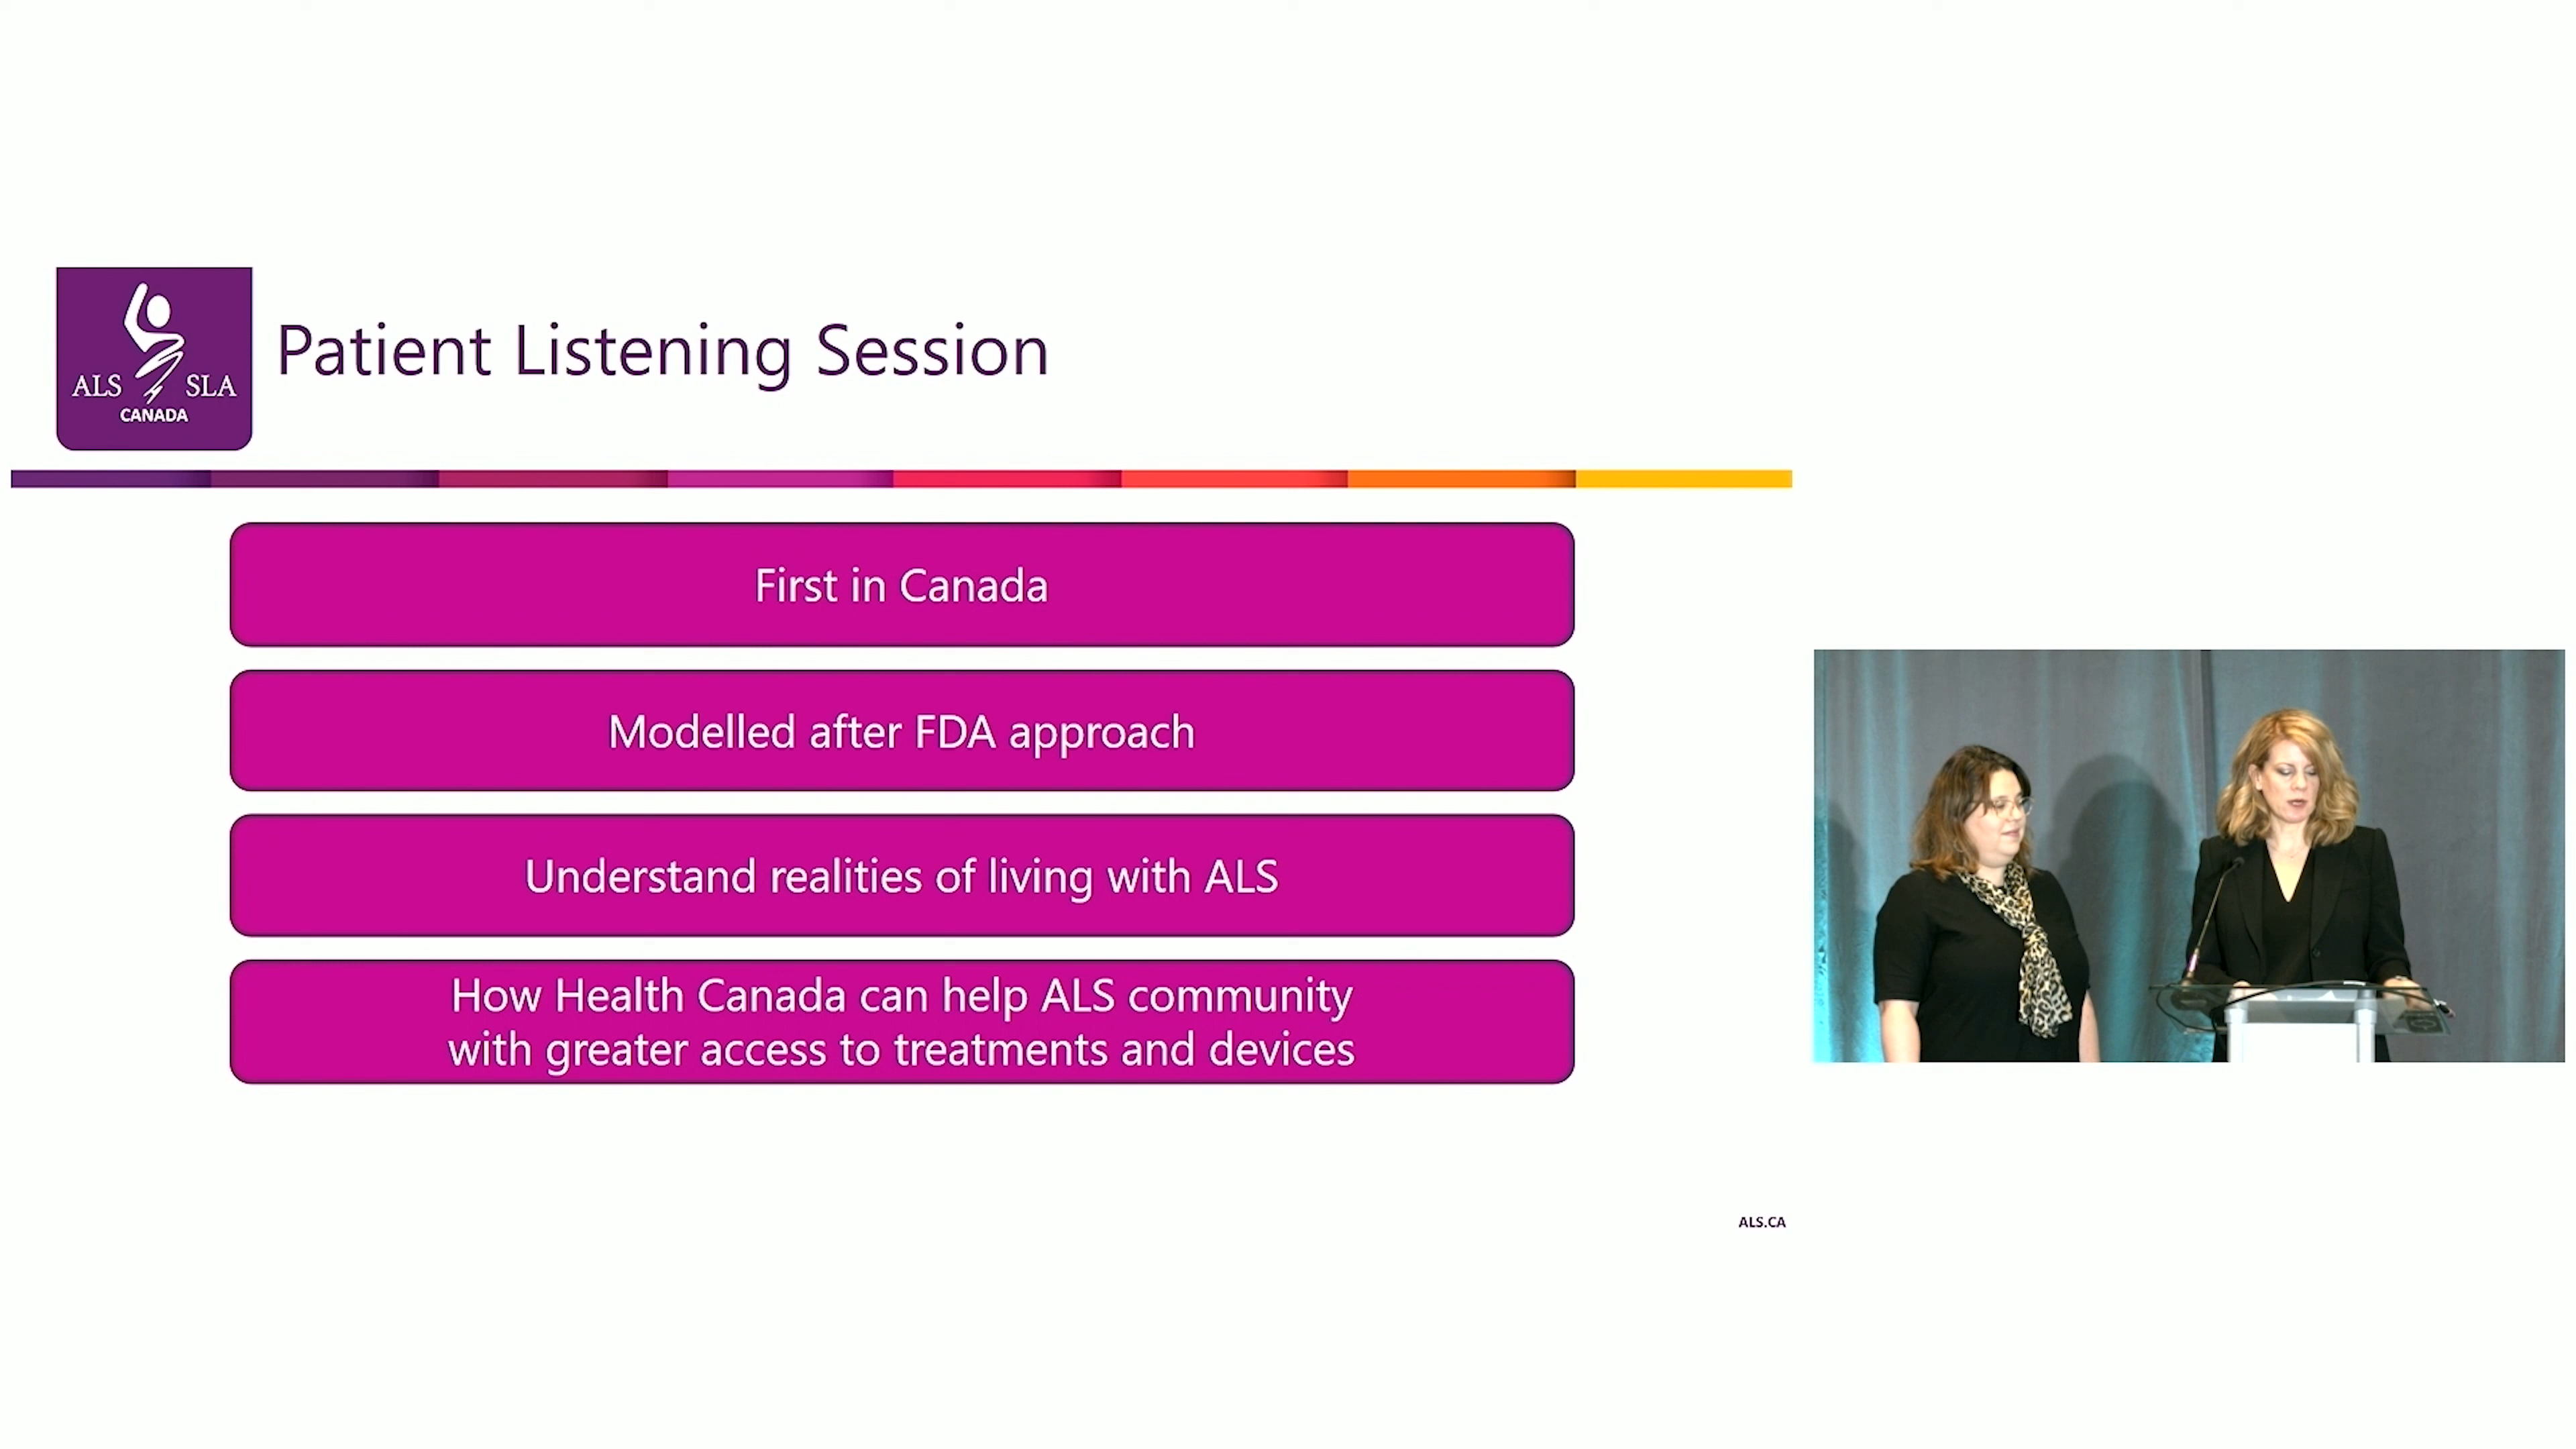 ALS SLA
CANADA
Patient Listening Session
First in Canada
Modelled after FDA approach
Understand realities of living with ALS
How Health Canada can help ALS community
with greater access to treatments and devices
ALS.CA